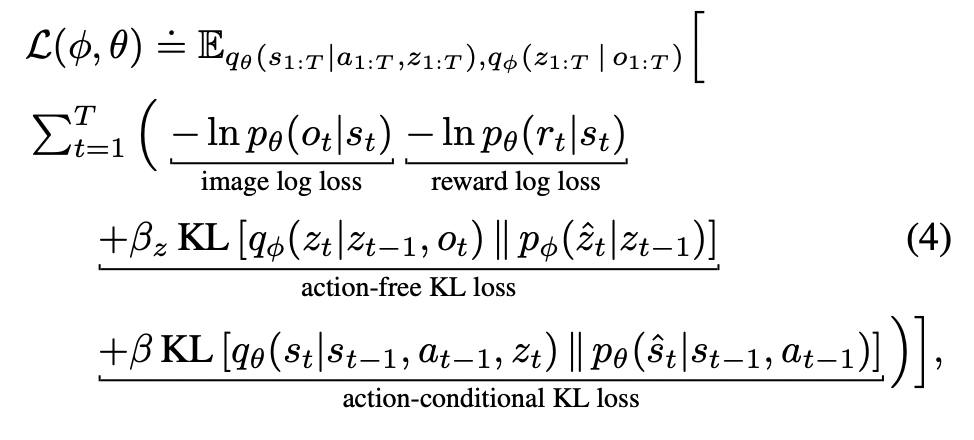 ℒ(ϕ, θ) ≐ 𝔼_{q_θ(s_{1:T}|a_{1:T},z_{1:T}),q_ϕ(z_{1:T} | o_{1:T})} [
∑_{t=1}^{T} ( − ln p_θ(o_t|s_t) − ln p_θ(r_t|s_t)
image log loss reward log loss
+β_z KL [q_ϕ(z_t|z_{t−1}, o_t) ∥ p_ϕ(ẑ_t|z_{t−1})] (4)
action-free KL loss
+β KL [q_θ(s_t|s_{t−1}, a_{t−1}, z_t) ∥ p_θ(ŝ_t|s_{t−1}, a_{t−1})] ) ],
action-conditional KL loss